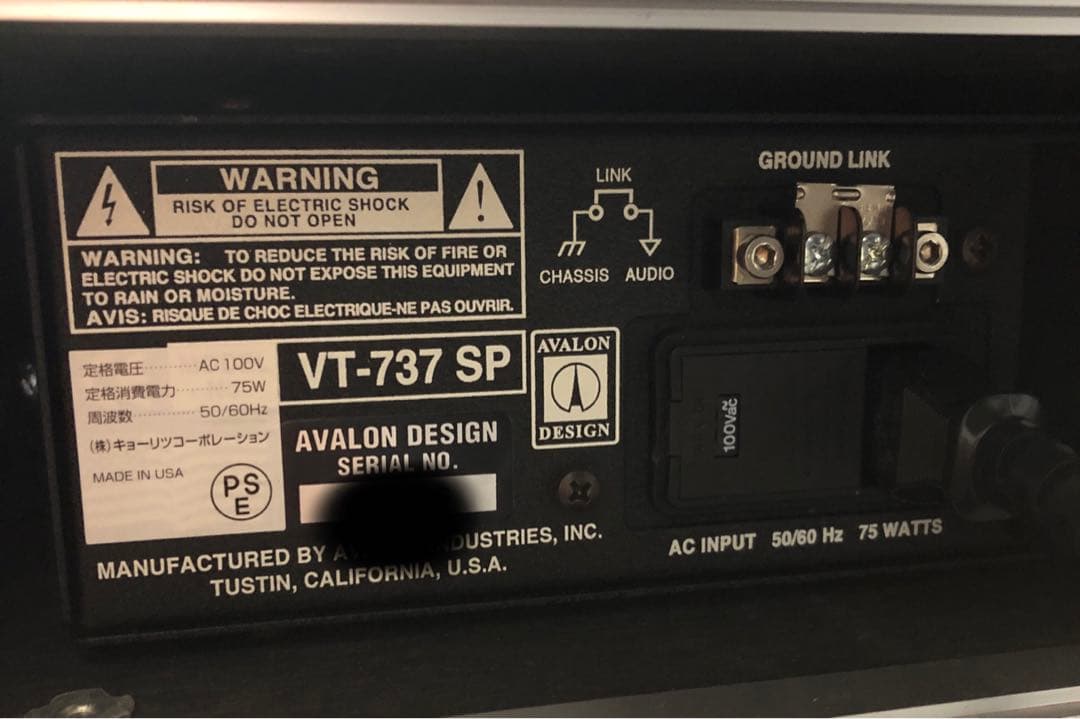 WARNING
RISK OF ELECTRIC SHOCK
DO NOT OPEN
WARNING: TO REDUCE THE RISK OF FIRE OR
ELECTRIC SHOCK DO NOT EXPOSE THIS EQUIPMENT
TO RAIN OR MOISTURE.
AVIS: RISQUE DE CHOC ELECTRIQUE-NE PAS OUVRIR.
LINK
CHASSIS AUDIO
GROUND LINK
定格電圧 ········· AC 100V
定格消費電力 ········ 75W
周波数 ············ 50/60Hz
(株)キョーリツコーポレーション
MADE IN USA
PS
E
VT-737 SP
AVALON
DESIGN
AVALON DESIGN
SERIAL NO.
MANUFACTURED BY INDUSTRIES, INC.
TUSTIN, CALIFORNIA, U.S.A.
100Vac
AC INPUT 50/60 Hz 75 WATTS